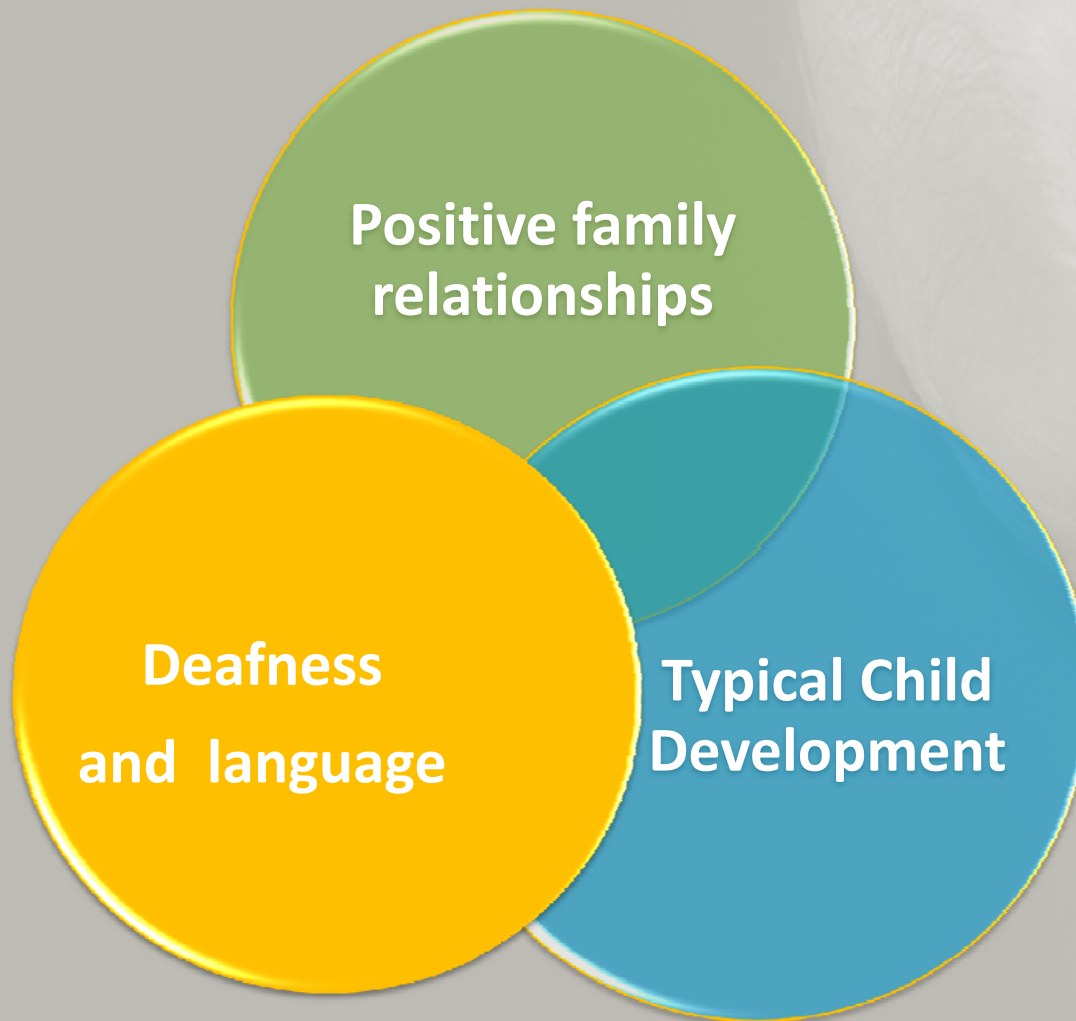 Positive family
relationships
Deafness
and language
Typical Child
Development